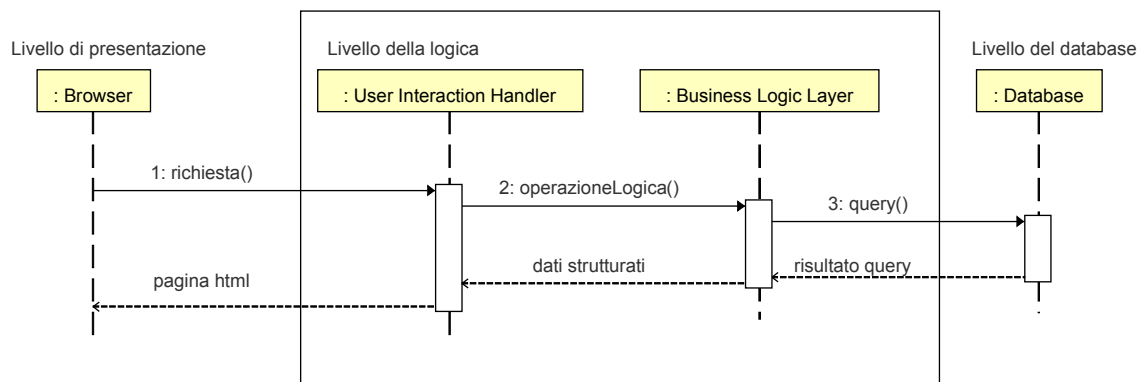 Livello di presentazione
Livello della logica
Livello del database
: Browser
: User Interaction Handler
: Business Logic Layer
: Database
1: richiesta()
2: operazioneLogica()
3: query()
pagina html
dati strutturati
risultato query